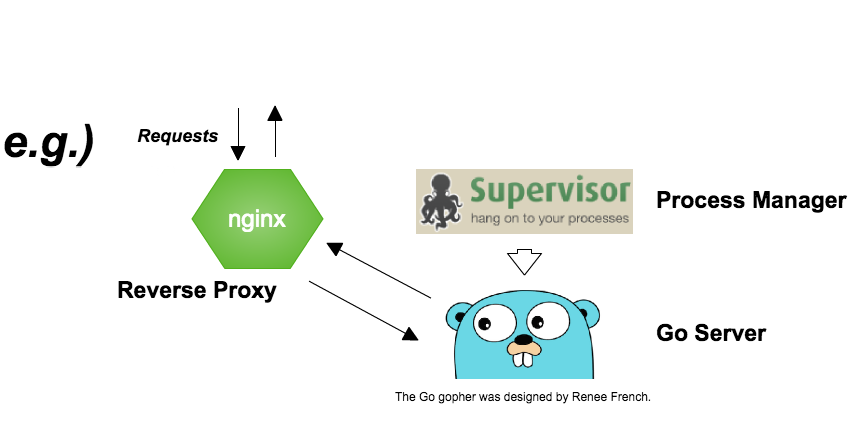 e.g.)
Requests
nginx
Reverse Proxy
Supervisor
hang on to your processes
Process Manager
Go Server
The Go gopher was designed by Renee French.